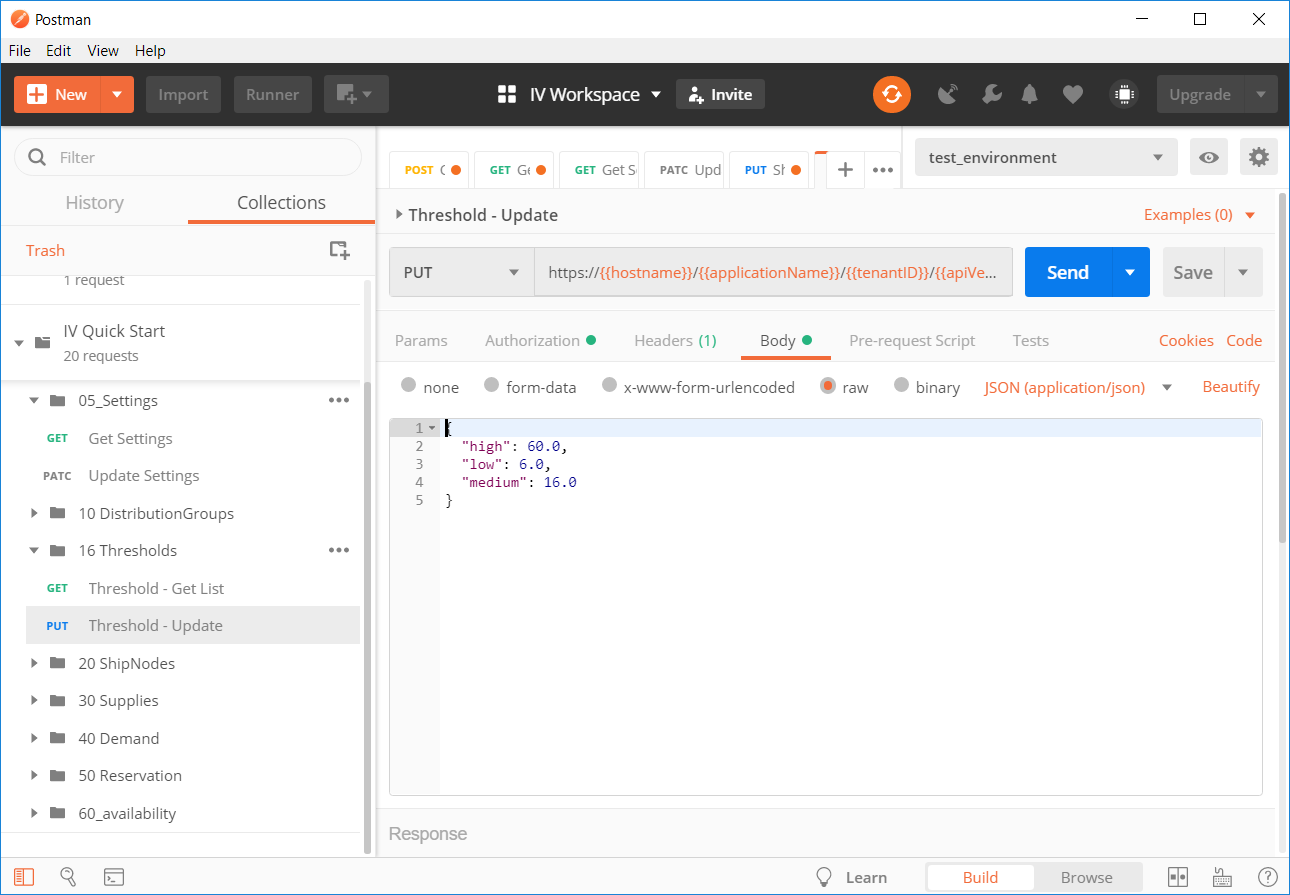 Postman
File Edit View Help
New Import Runner IV Workspace Invite Upgrade
Filter
History Collections
Trash
1 request
IV Quick Start
20 requests
05_Settings
GET Get Settings
PATC Update Settings
10 DistributionGroups
16 Thresholds
GET Threshold - Get List
PUT Threshold - Update
20 ShipNodes
30 Supplies
40 Demand
50 Reservation
60_availability
POST GET Ge GET Get S PATC Upd PUT Sh
test_environment
Threshold - Update Examples (0)
PUT https://{{hostname}}/{{applicationName}}/{{tenantID}}/{{apiVe... Send Save
Params Authorization Headers (1) Body Pre-request Script Tests Cookies Code
none form-data x-www-form-urlencoded raw binary JSON (application/json) Beautify
1 {
2 "high": 60.0,
3 "low": 6.0,
4 "medium": 16.0
5 }
Response
Learn Build Browse